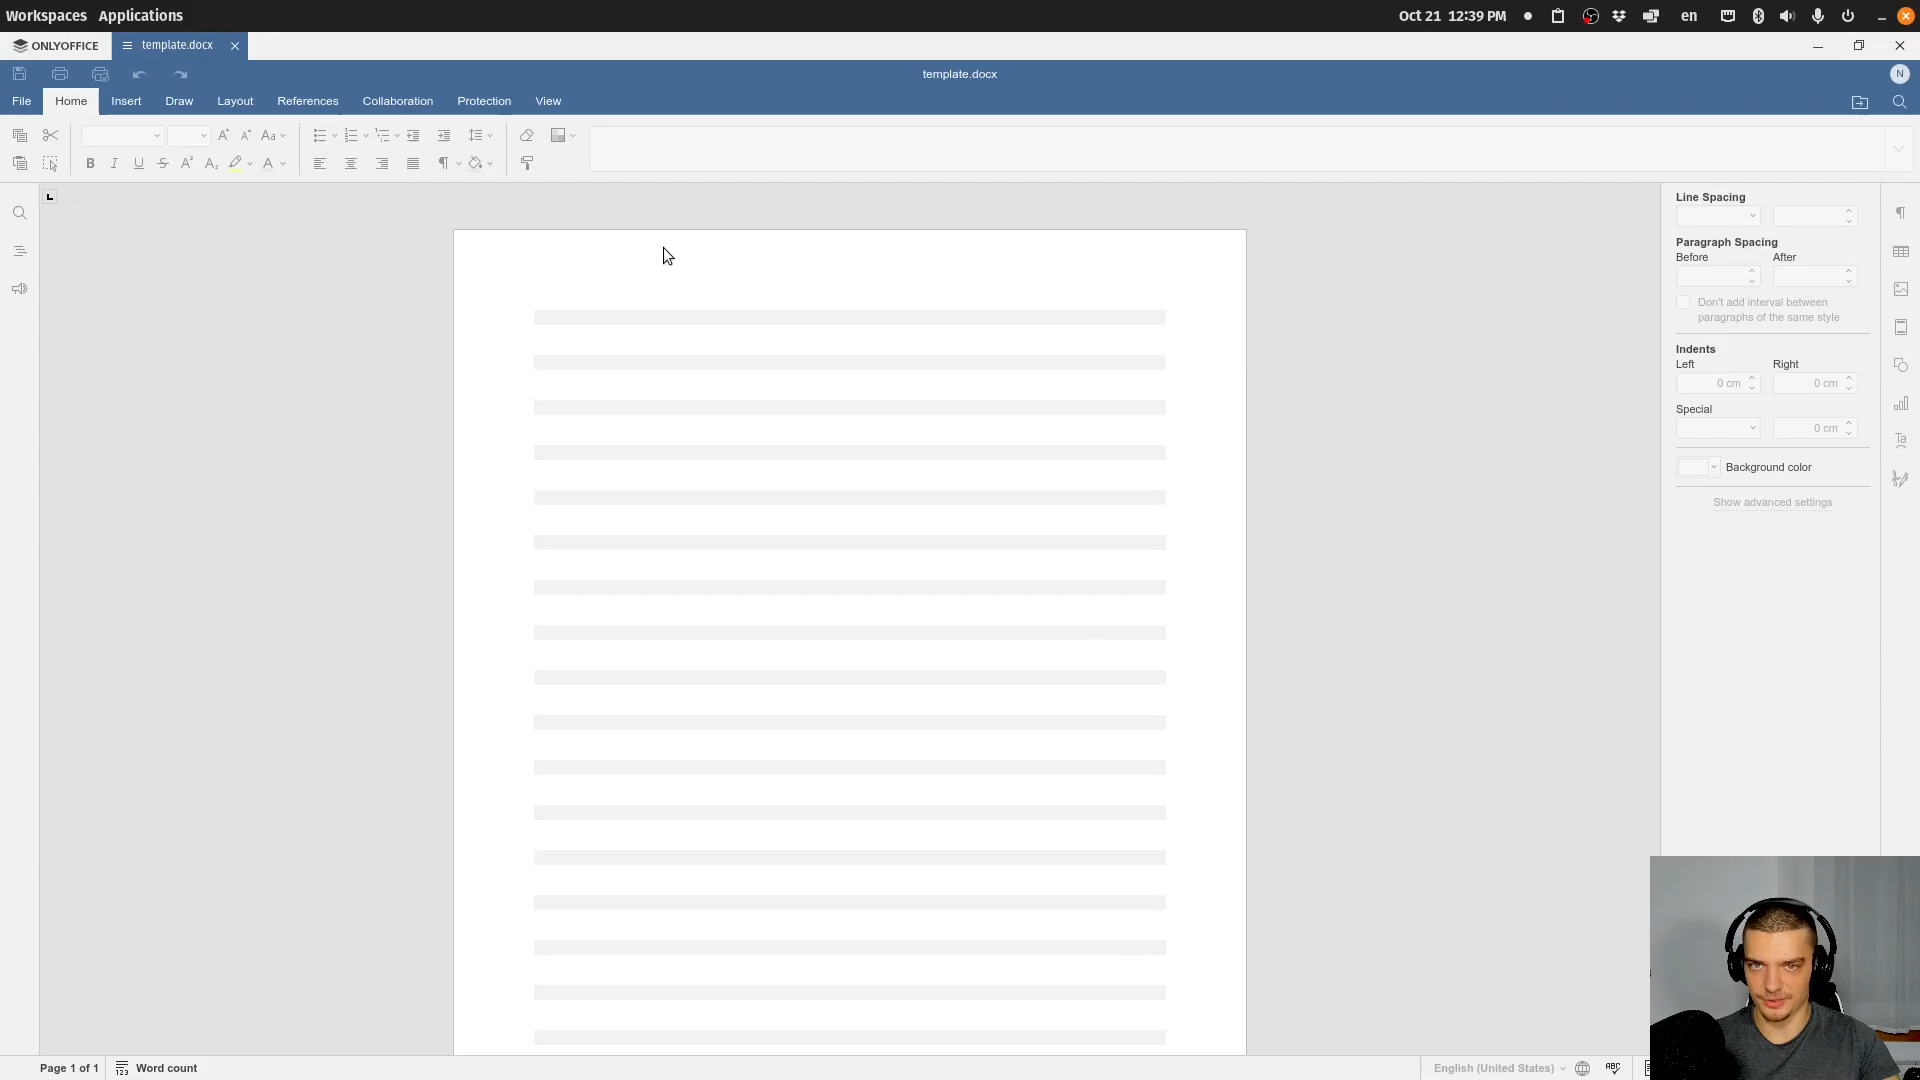 Workspaces Applications Oct 21 12:39 PM en
ONLYOFFICE template.docx
template.docx N
File Home Insert Draw Layout References Collaboration Protection View
Line Spacing
Paragraph Spacing
Before After
Don't add interval between
paragraphs of the same style
Indents
Left Right
0 cm 0 cm
Special
0 cm
Background color
Show advanced settings
Page 1 of 1 Word count English (United States)